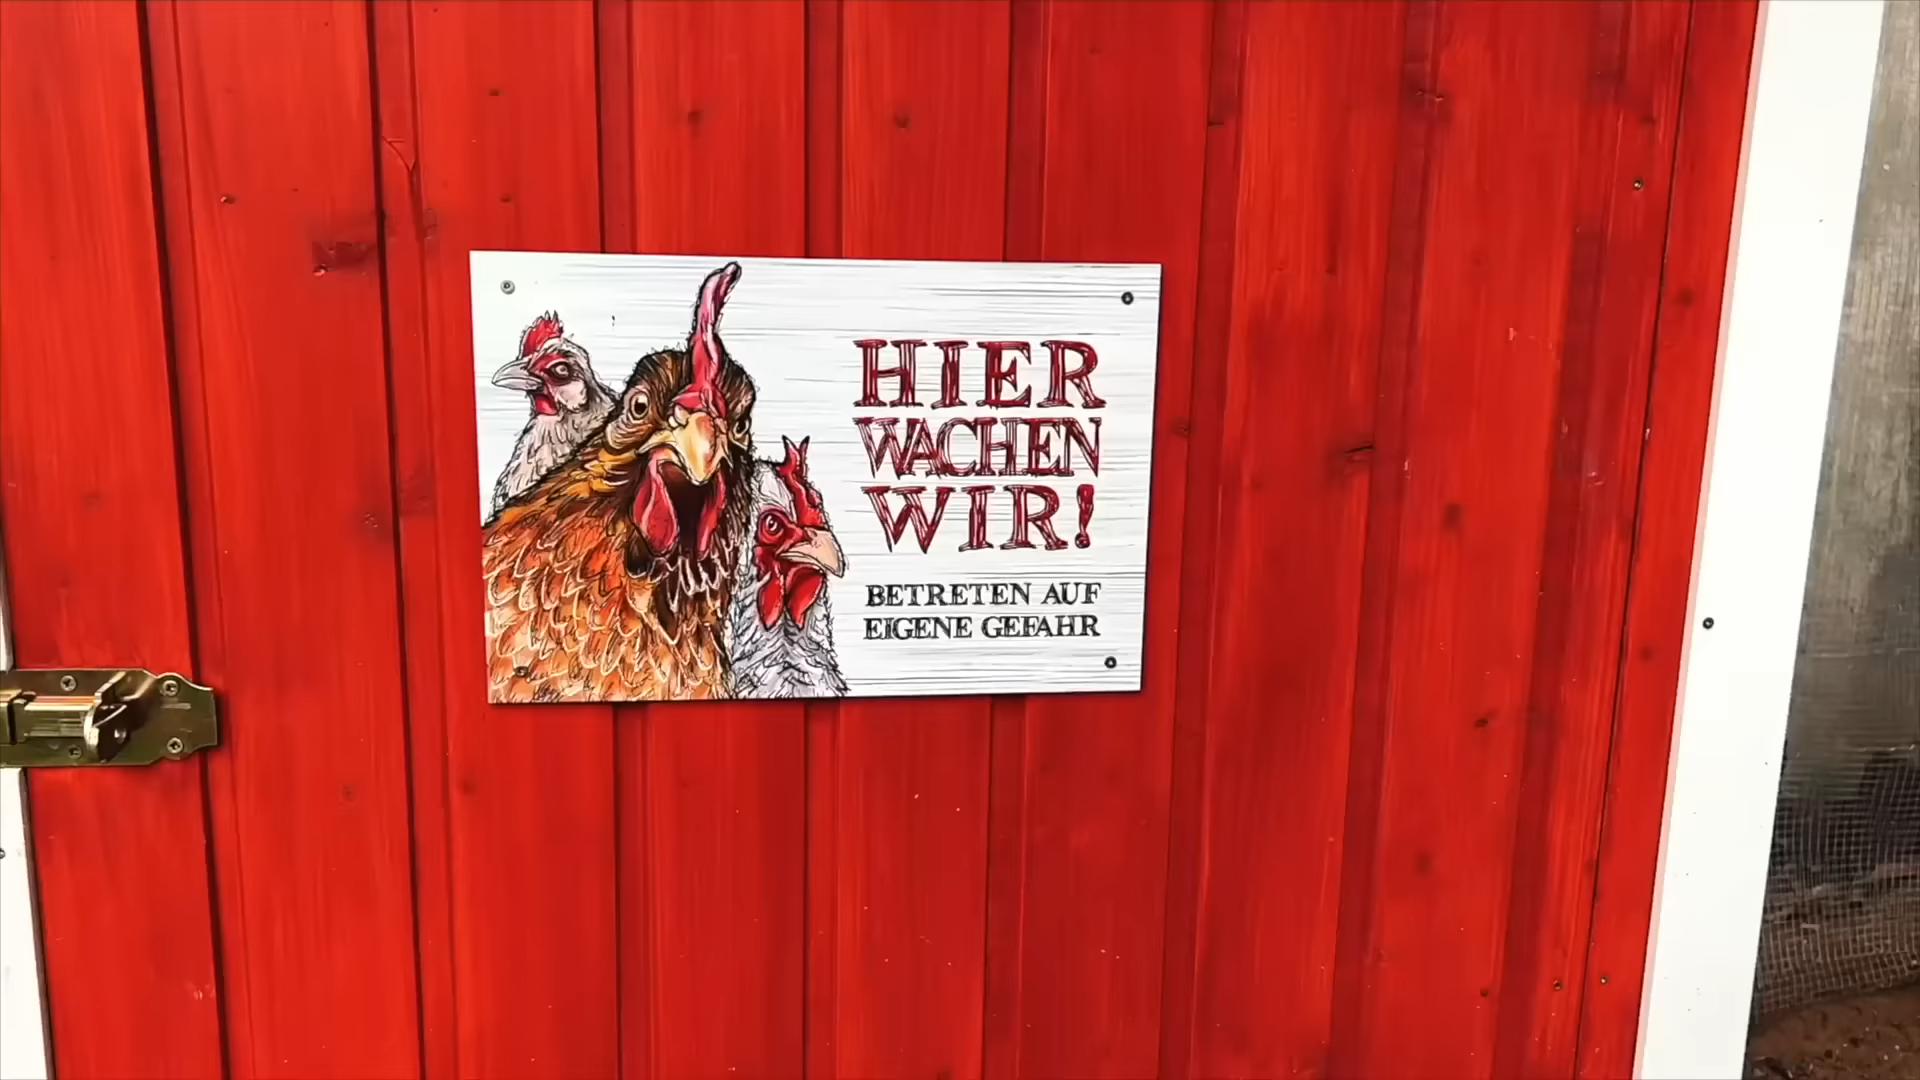 HIER
WACHEN
WIR!
BETRETEN AUF
EIGENE GEFAHR